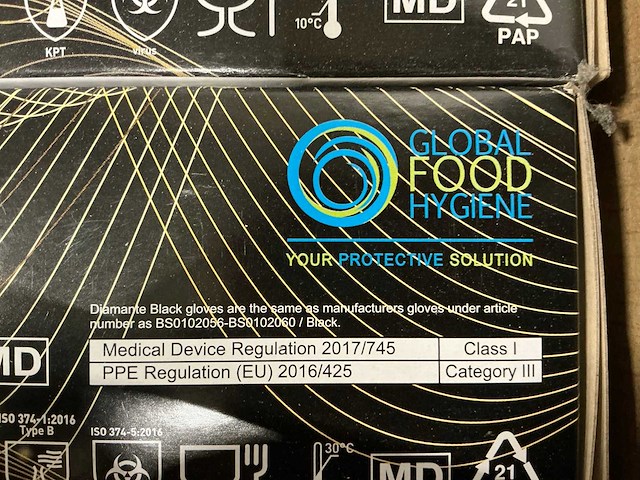 KPT
virus
10°C
MD
21
PAP
GLOBAL
FOOD
HYGIENE
YOUR PROTECTIVE SOLUTION
Diamante Black gloves are the same as manufacturers gloves under article
number as BS0102056-BS0102060 / Black.
Medical Device Regulation 2017/745 Class I
PPE Regulation (EU) 2016/425 Category III
MD
ISO 374-1:2016
Type B
ISO 374-5:2016
30°C
MD
21